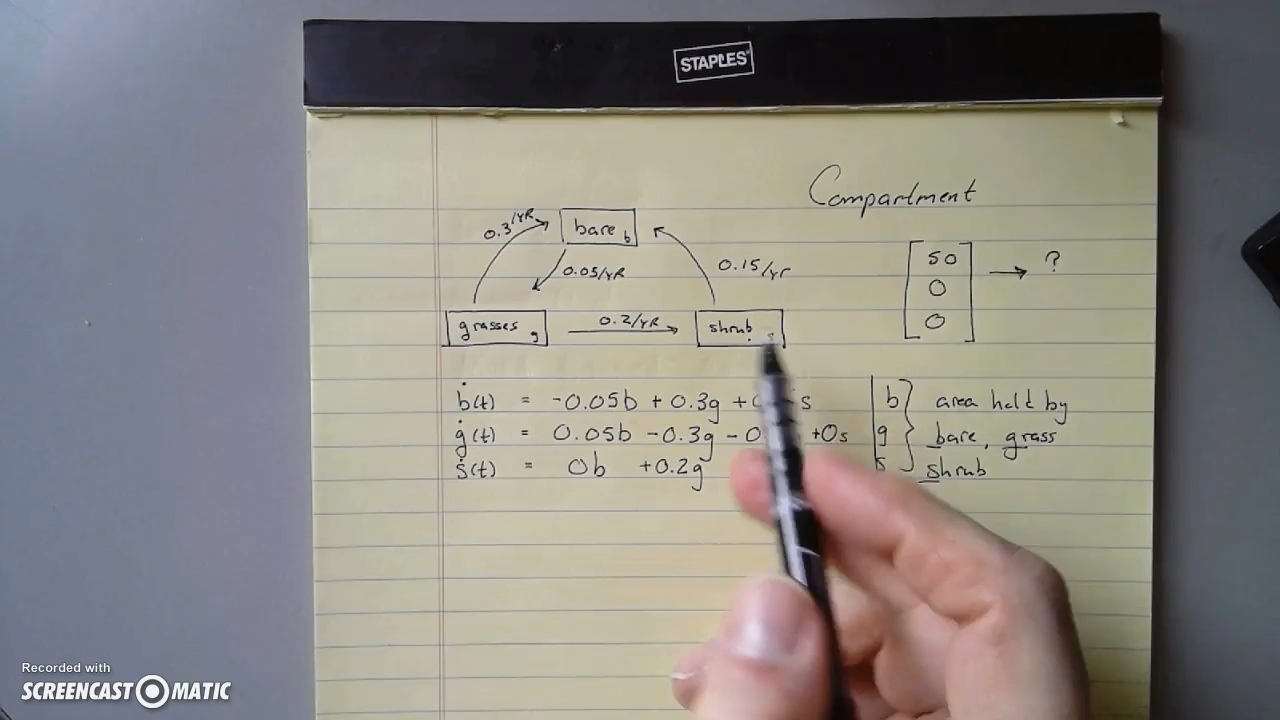 STAPLES
Compartment
0.3/YR
bare b
0.05/YR
0.15/yr
grasses g
0.2/YR
shrub s
50
0
0
?
ḃ(t) = -0.05b + 0.3g + s
ġ(t) = 0.05b -0.3g - +0s
ṡ(t) = 0b +0.2g
b
g
s
area held by
bare, grass
shrub
Recorded with
SCREENCAST-O-MATIC